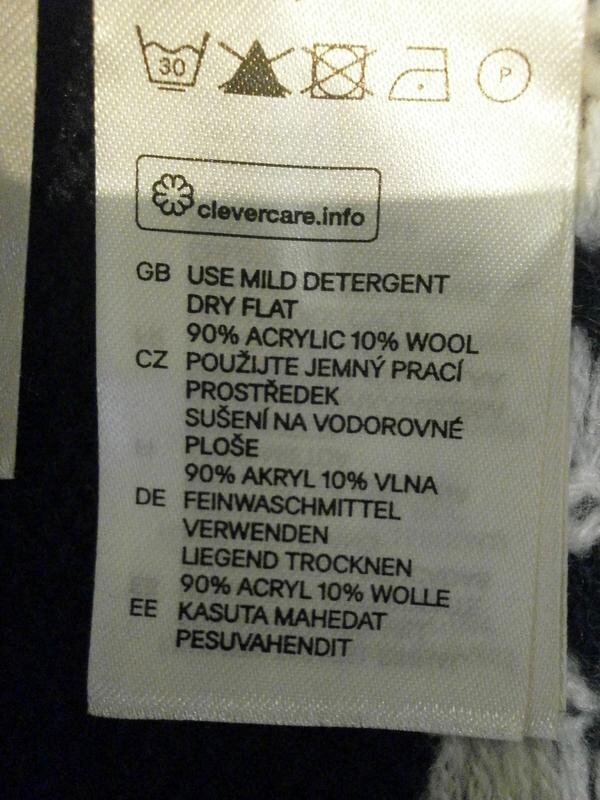 30
P
clevercare.info
GB USE MILD DETERGENT
DRY FLAT
90% ACRYLIC 10% WOOL
CZ POUŽIJTE JEMNÝ PRACÍ
PROSTŘEDEK
SUŠENÍ NA VODOROVNÉ
PLOŠE
90% AKRYL 10% VLNA
DE FEINWASCHMITTEL
VERWENDEN
LIEGEND TROCKNEN
90% ACRYL 10% WOLLE
EE KASUTA MAHEDAT
PESUVAHENDIT